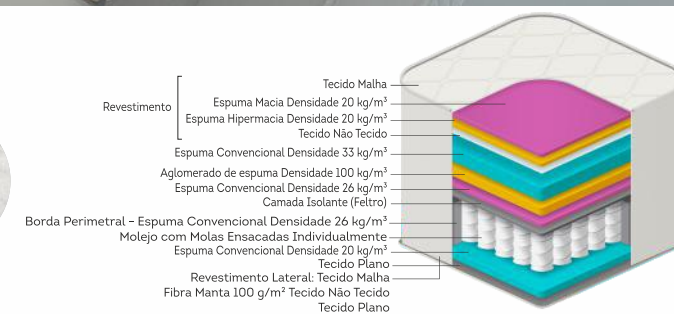 Tecido Malha
Revestimento
Espuma Macia Densidade 20 kg/m³
Espuma Hipermacia Densidade 20 kg/m³
Tecido Não Tecido
Espuma Convencional Densidade 33 kg/m³
Aglomerado de espuma Densidade 100 kg/m³
Espuma Convencional Densidade 26 kg/m³
Camada Isolante (Feltro)
Borda Perimetral – Espuma Convencional Densidade 26 kg/m³
Molejo com Molas Ensacadas Individualmente
Espuma Convencional Densidade 20 kg/m³
Tecido Plano
Revestimento Lateral: Tecido Malha
Fibra Manta 100 g/m² Tecido Não Tecido
Tecido Plano